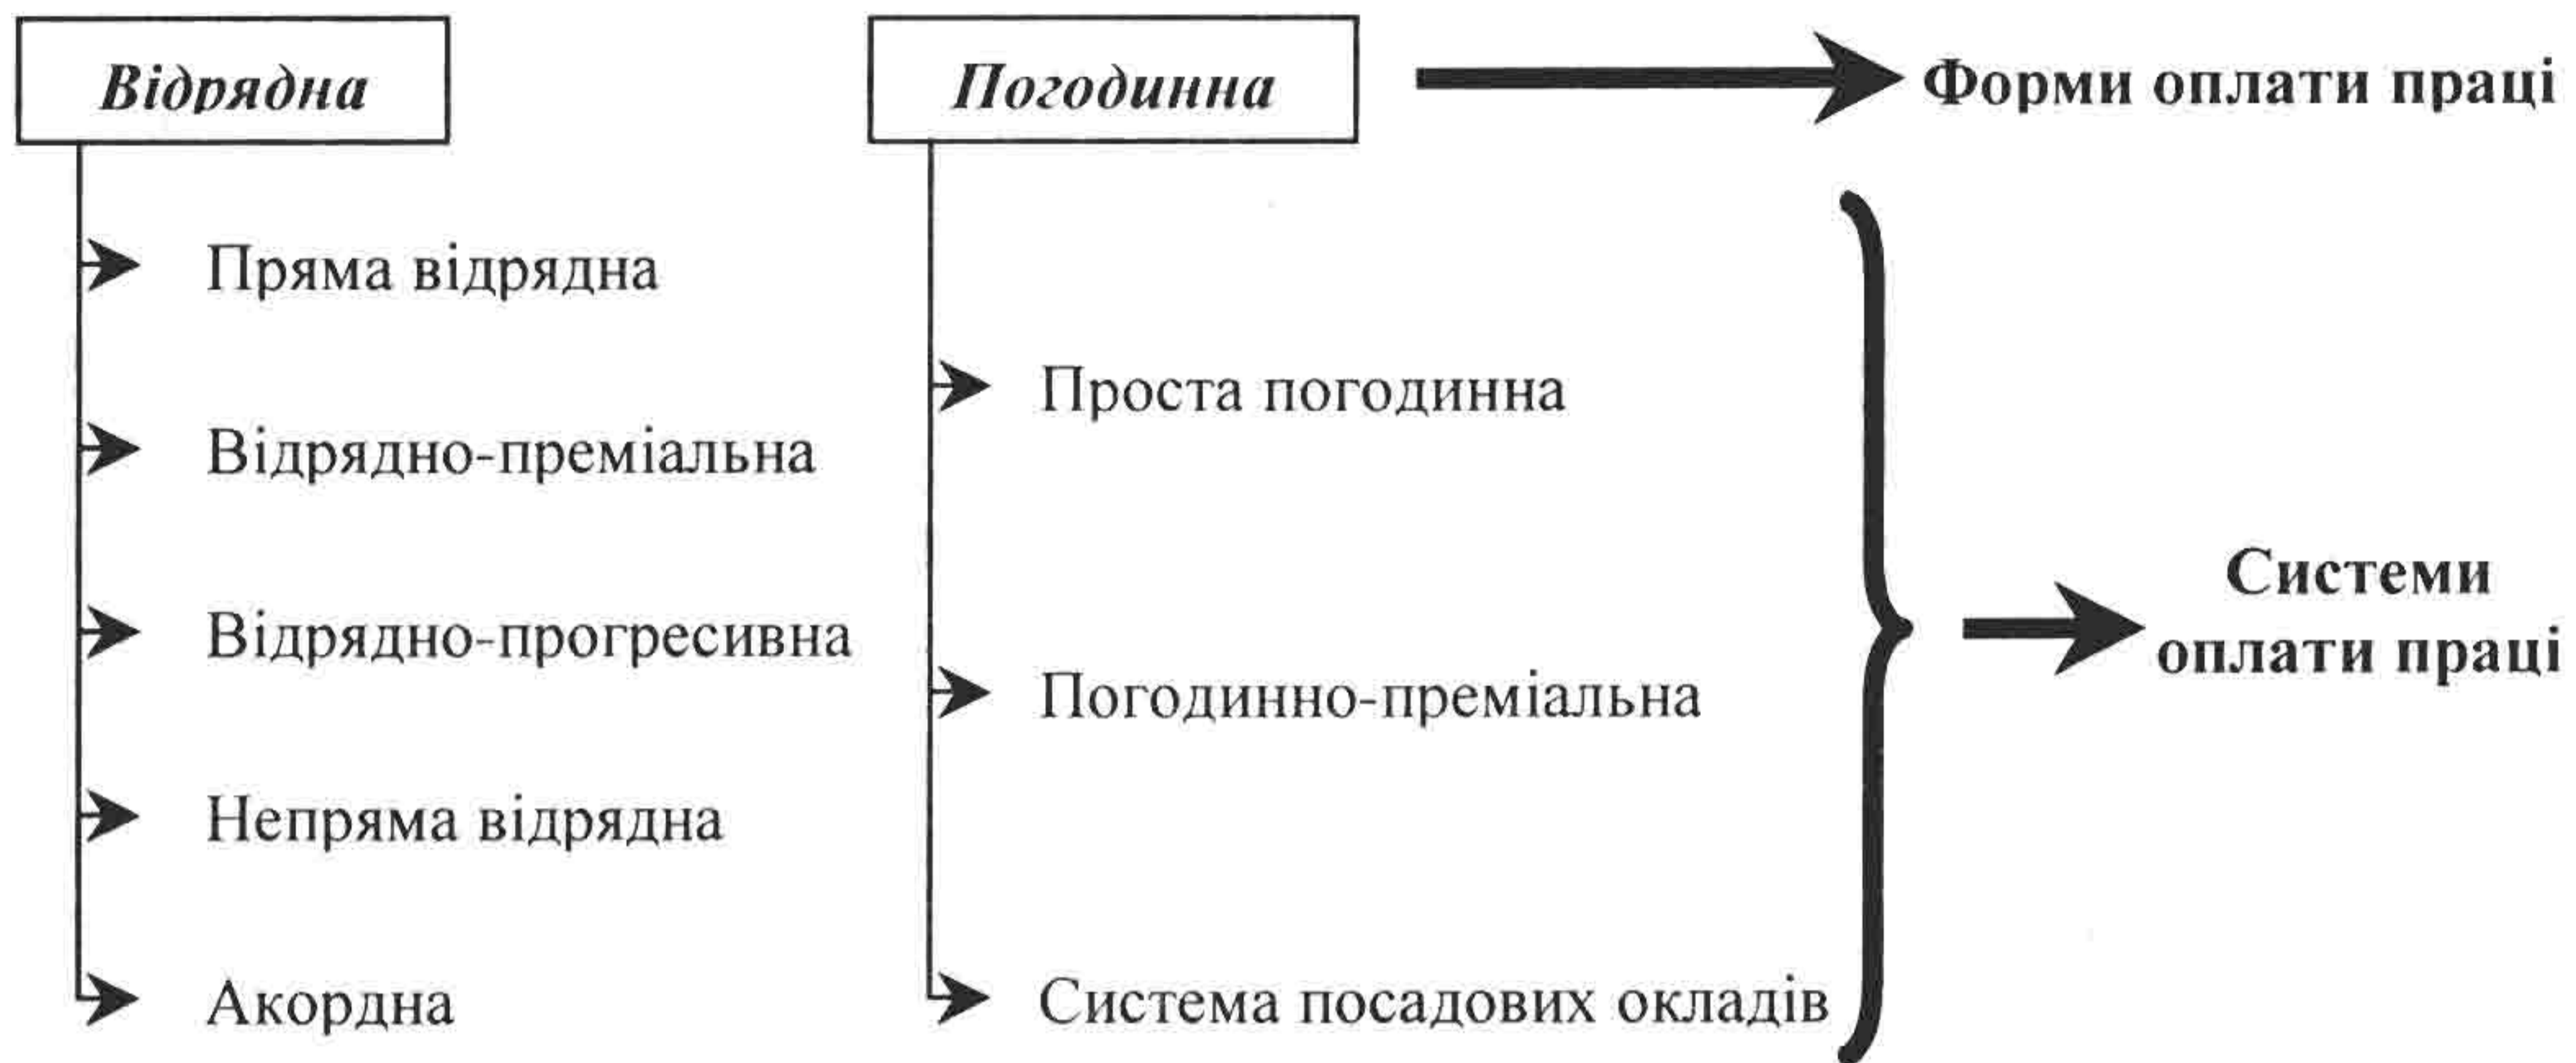 Відрядна
Погодинна
Форми оплати праці
Пряма відрядна
Відрядно-преміальна
Відрядно-прогресивна
Непряма відрядна
Акордна
Проста погодинна
Погодинно-преміальна
Система посадових окладів
Системи
оплати праці